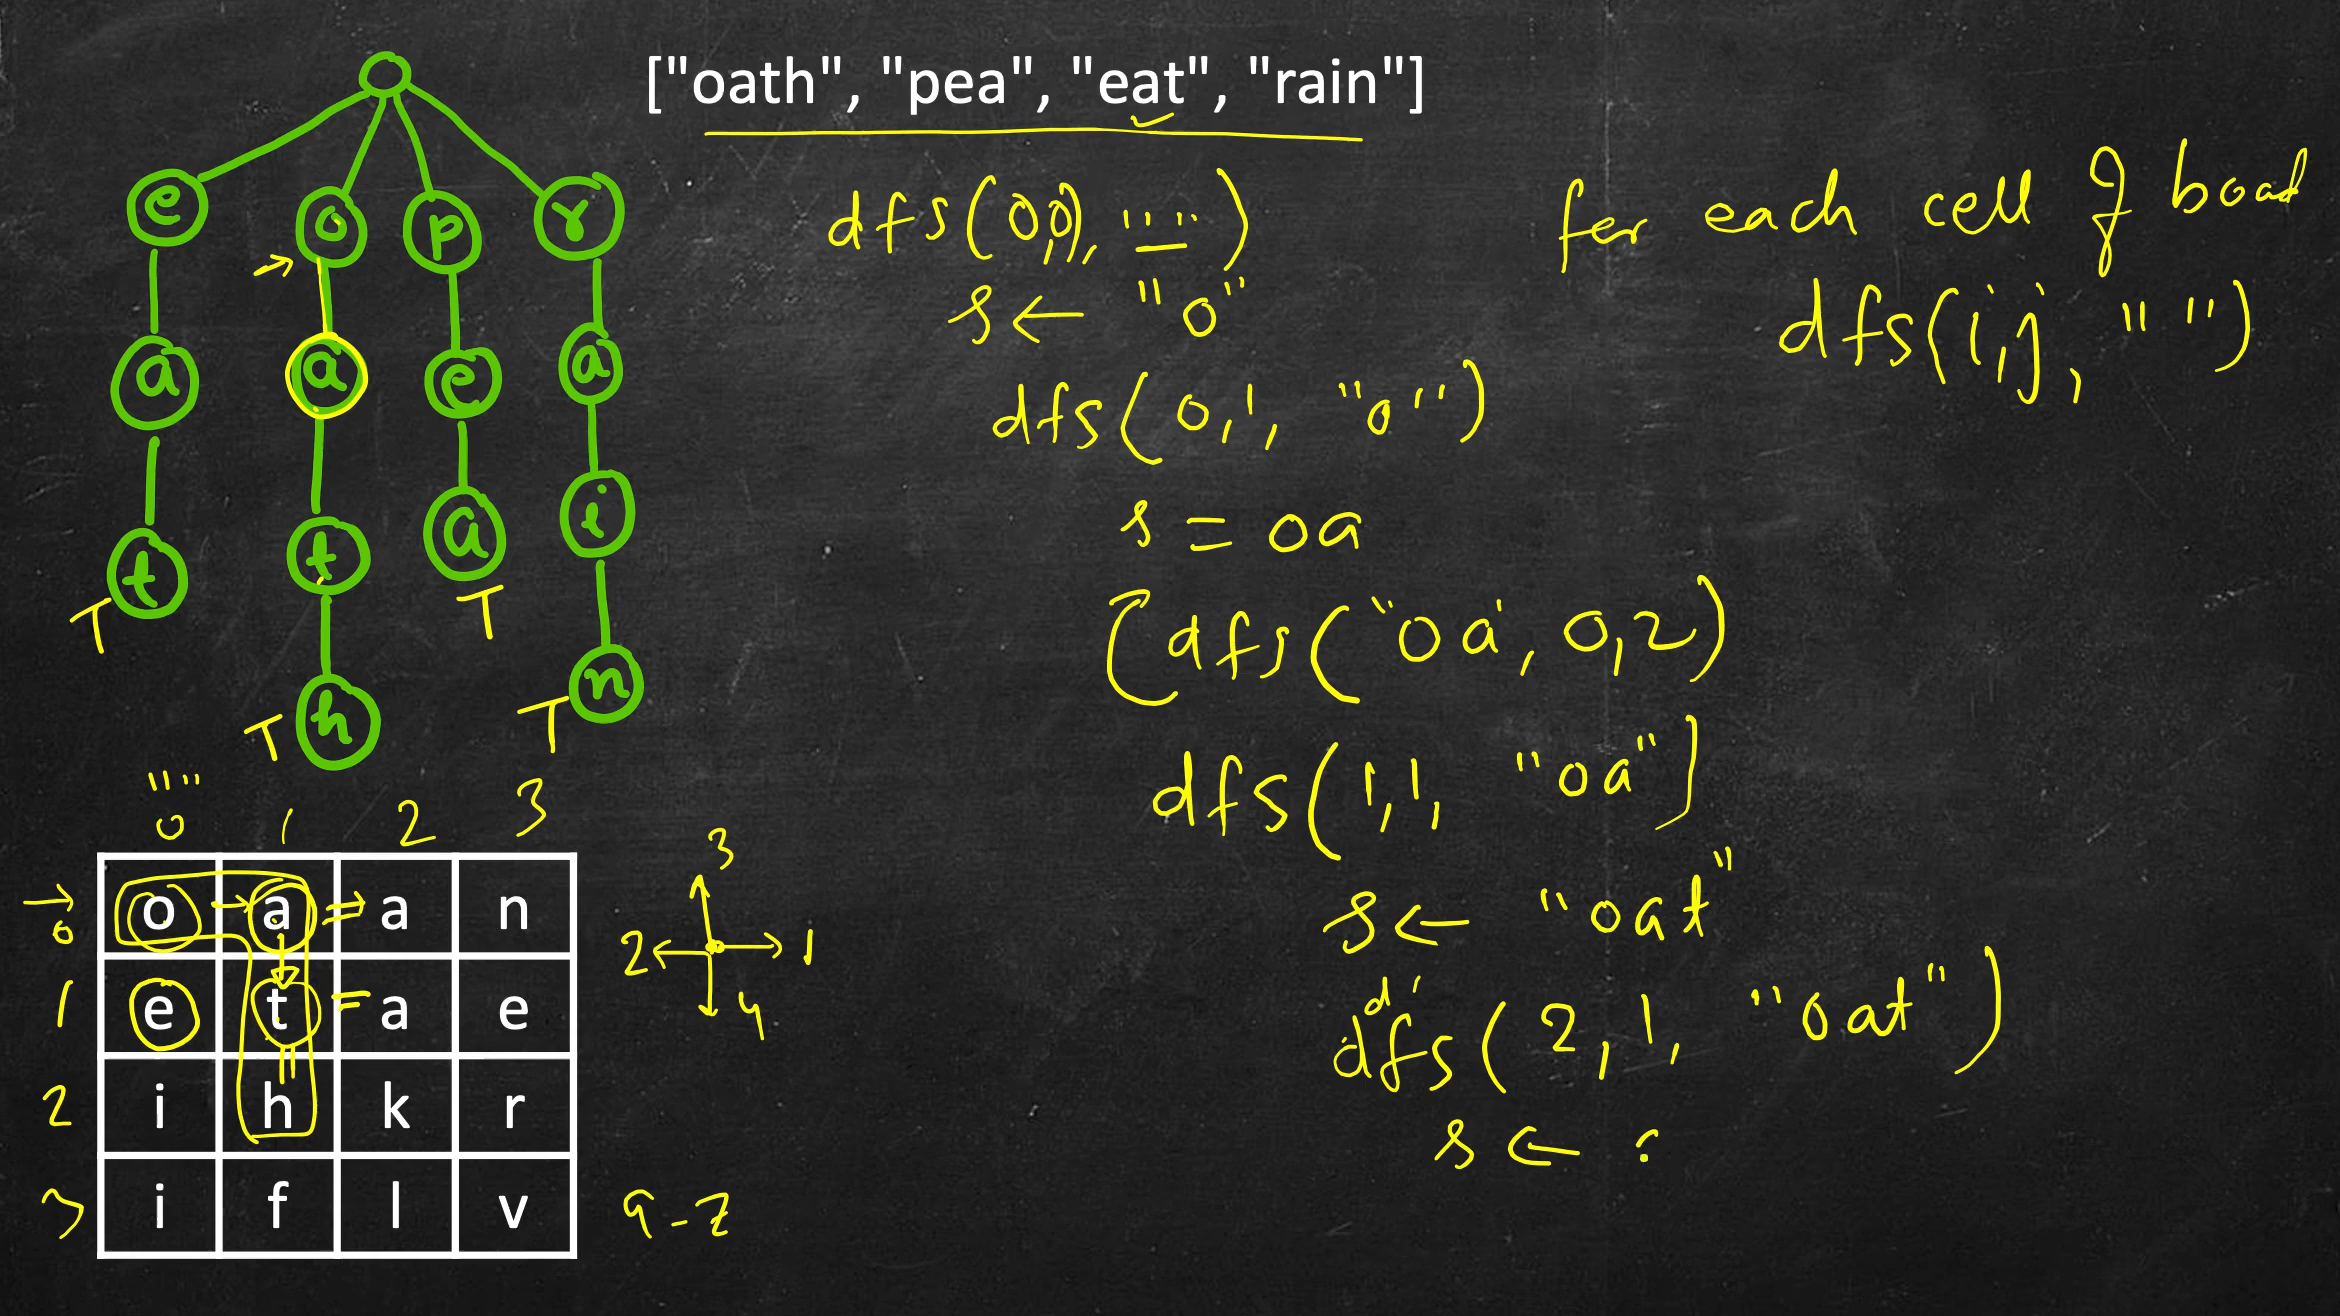 ["oath", "pea", "eat", "rain"]
e o p r
a a e a
t t a i
T T
h n
T T
dfs(0,0), "")
s ← "o"
dfs(0,1, "o")
s = oa
dfs("oa", 0,2)
dfs(1,1, "oa")
s ← "oat"
d
dfs(2,1, "oat")
s ←
for each cell of board
dfs(i,j, "")
""
0 1 2 3
0 o a a n
1 e t a e
2 i h k r
3 i f l v
3
2 1
4
a-z